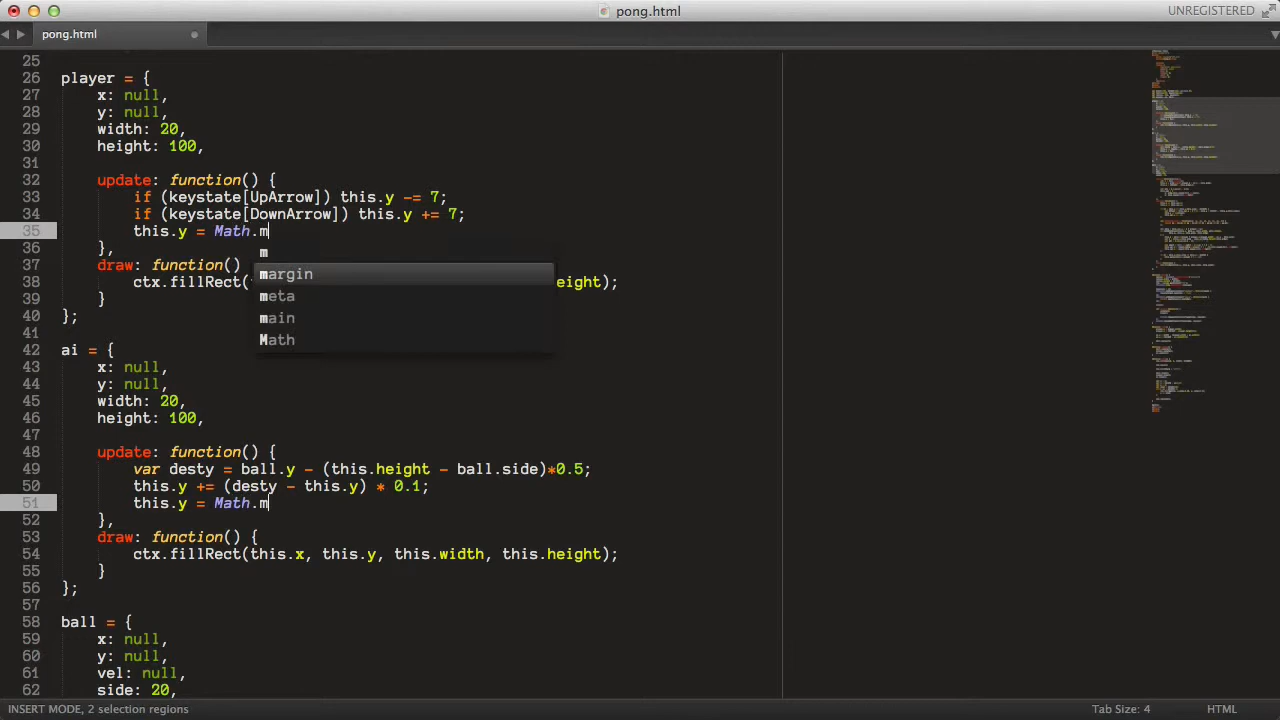 pong.html
UNREGISTERED
pong.html
25
26 player = {
27 x: null,
28 y: null,
29 width: 20,
30 height: 100,
31
32 update: function() {
33 if (keystate[UpArrow]) this.y -= 7;
34 if (keystate[DownArrow]) this.y += 7;
35 this.y = Math.m
36 },
m
37 draw: function()
margin
38 ctx.fillRect( eight);
meta
39 }
main
40 };
Math
41
42 ai = {
43 x: null,
44 y: null,
45 width: 20,
46 height: 100,
47
48 update: function() {
49 var desty = ball.y - (this.height - ball.side)*0.5;
50 this.y += (desty - this.y) * 0.1;
51 this.y = Math.m
52 },
53 draw: function() {
54 ctx.fillRect(this.x, this.y, this.width, this.height);
55 }
56 };
57
58 ball = {
59 x: null,
60 y: null,
61 vel: null,
62 side: 20,
INSERT MODE, 2 selection regions
Tab Size: 4
HTML